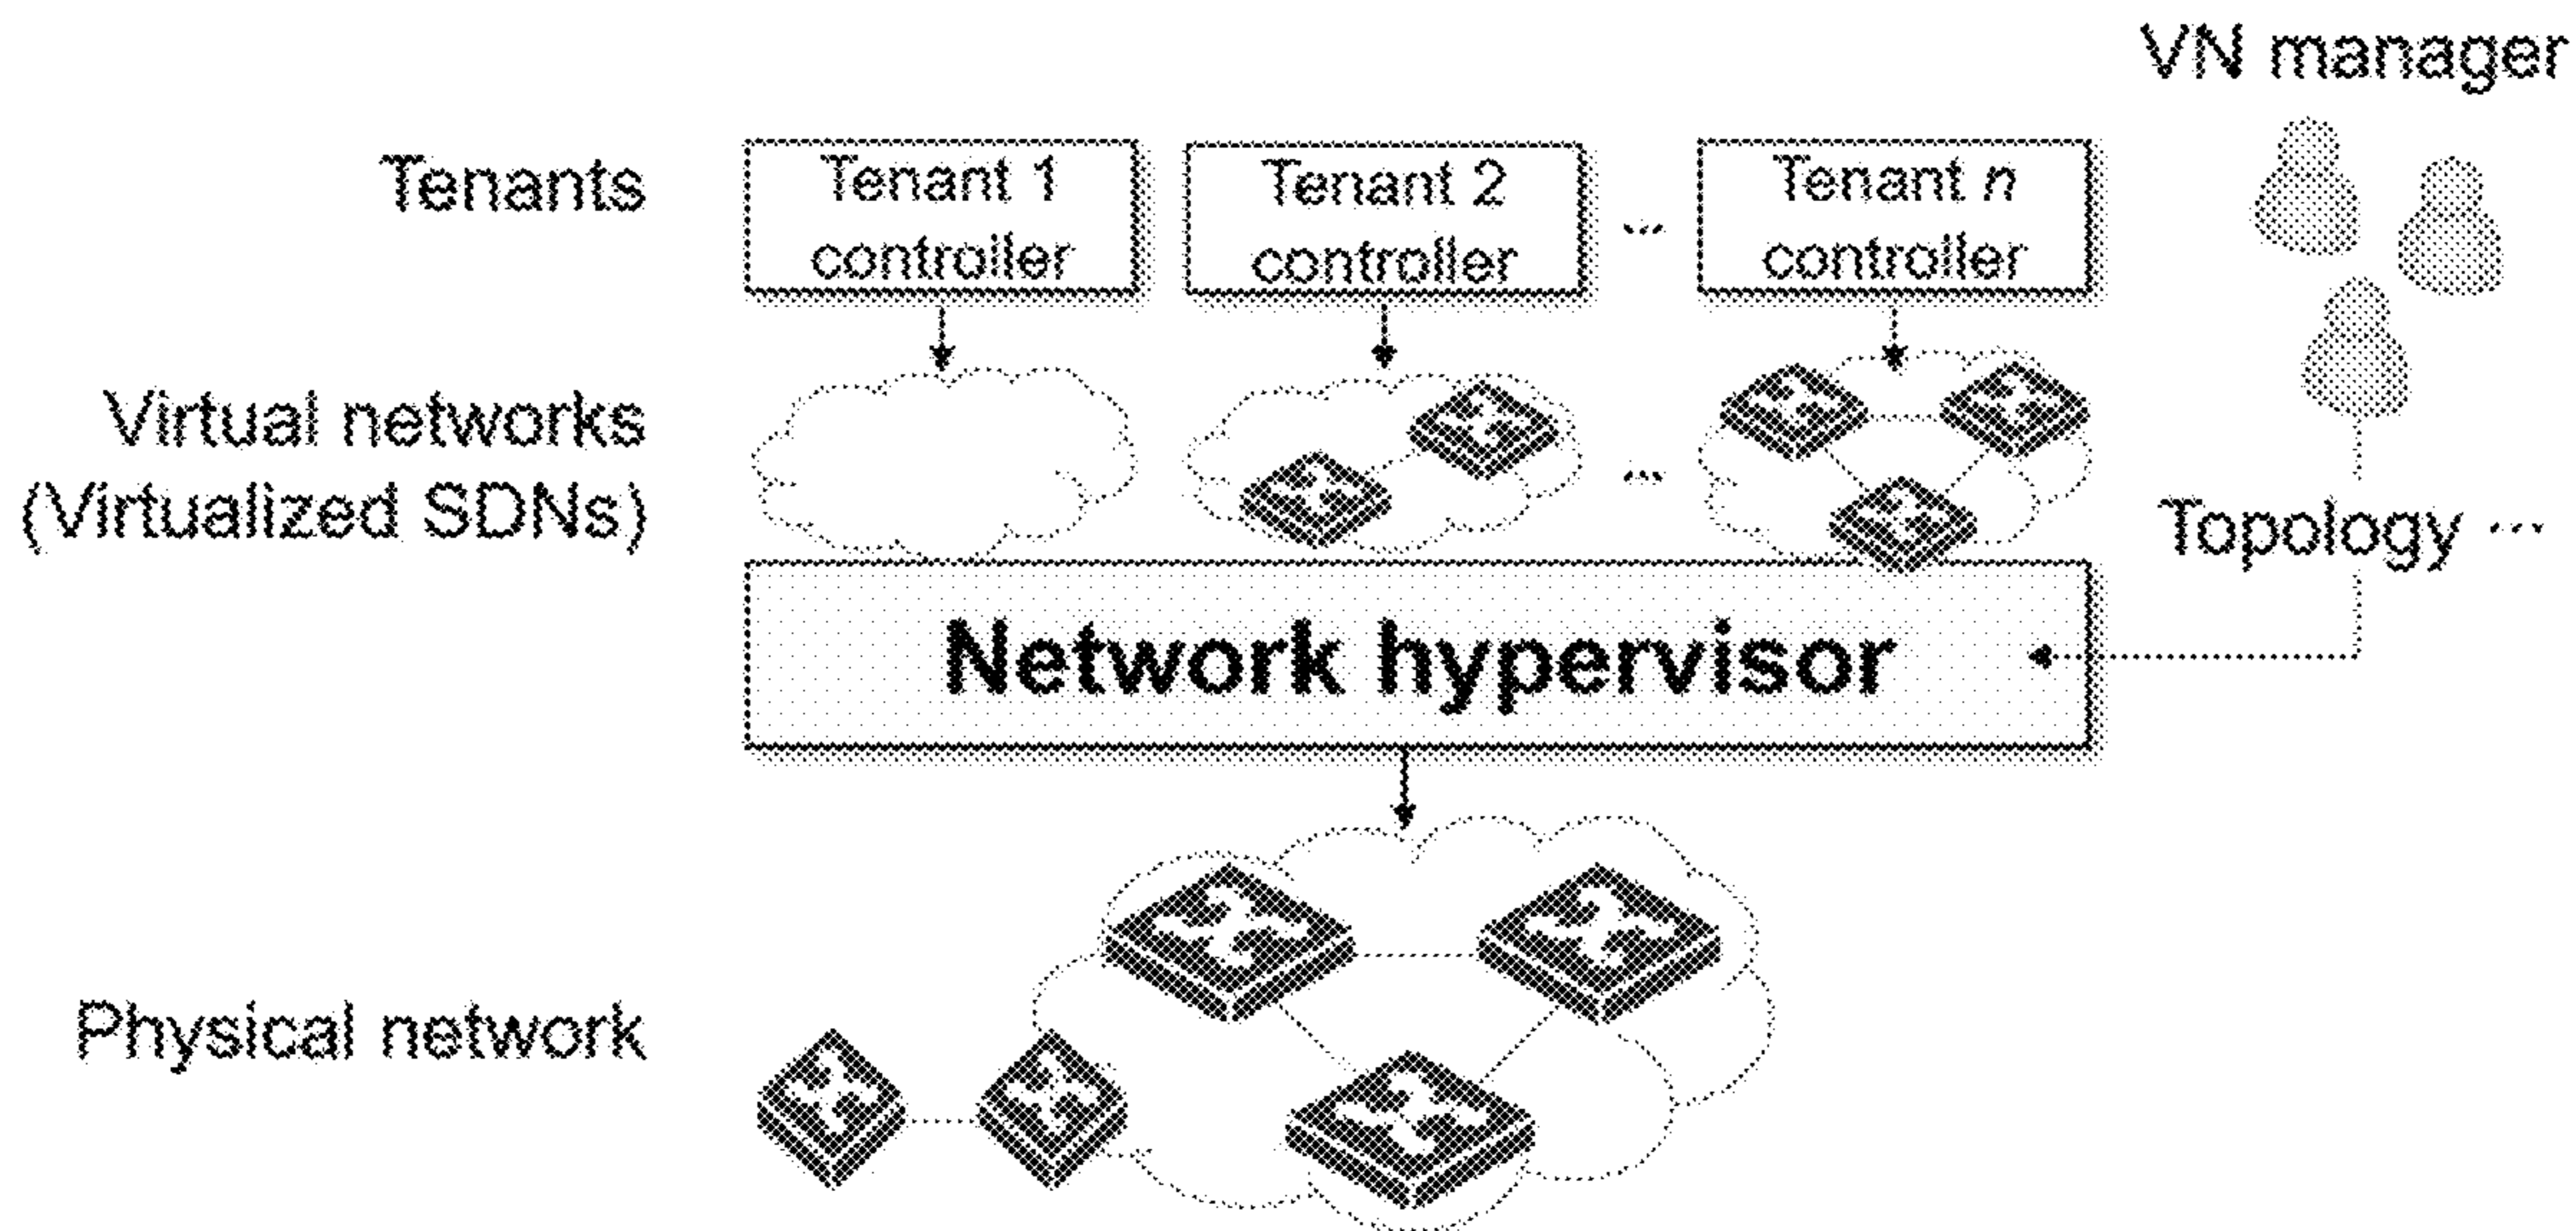 VN manager
Tenants
Tenant 1
controller
Tenant 2
controller
...
Tenant n
controller
Virtual networks
(Virtualized SDNs)
...
Topology ...
Network hypervisor
Physical network